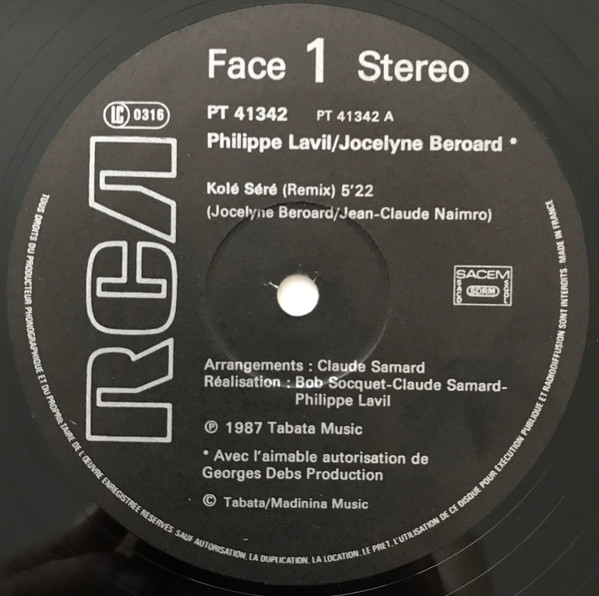 Face 1 Stereo
LC 0316
PT 41342 PT 41342 A
Philippe Lavil/Jocelyne Beroard *
Kolé Séré (Remix) 5'22
(Jocelyne Beroard/Jean-Claude Naimro)
RCA
SACEM
SACD SDRM SGDL
Arrangements : Claude Samard
Réalisation : Bob Socquet-Claude Samard-
Philippe Lavil
℗ 1987 Tabata Music
* Avec l'aimable autorisation de
Georges Debs Production
© Tabata/Madinina Music
TOUS DROITS DU PRODUCTEUR PHONOGRAPHIQUE ET DU PROPRIETAIRE DE L'ŒUVRE ENREGISTREE RESERVES. SAUF AUTORISATION, LA DUPLICATION, LA LOCATION, LE PRET, L'UTILISATION DE CE DISQUE POUR EXECUTION PUBLIQUE ET RADIODIFFUSION SONT INTERDITS. MADE IN FRANCE